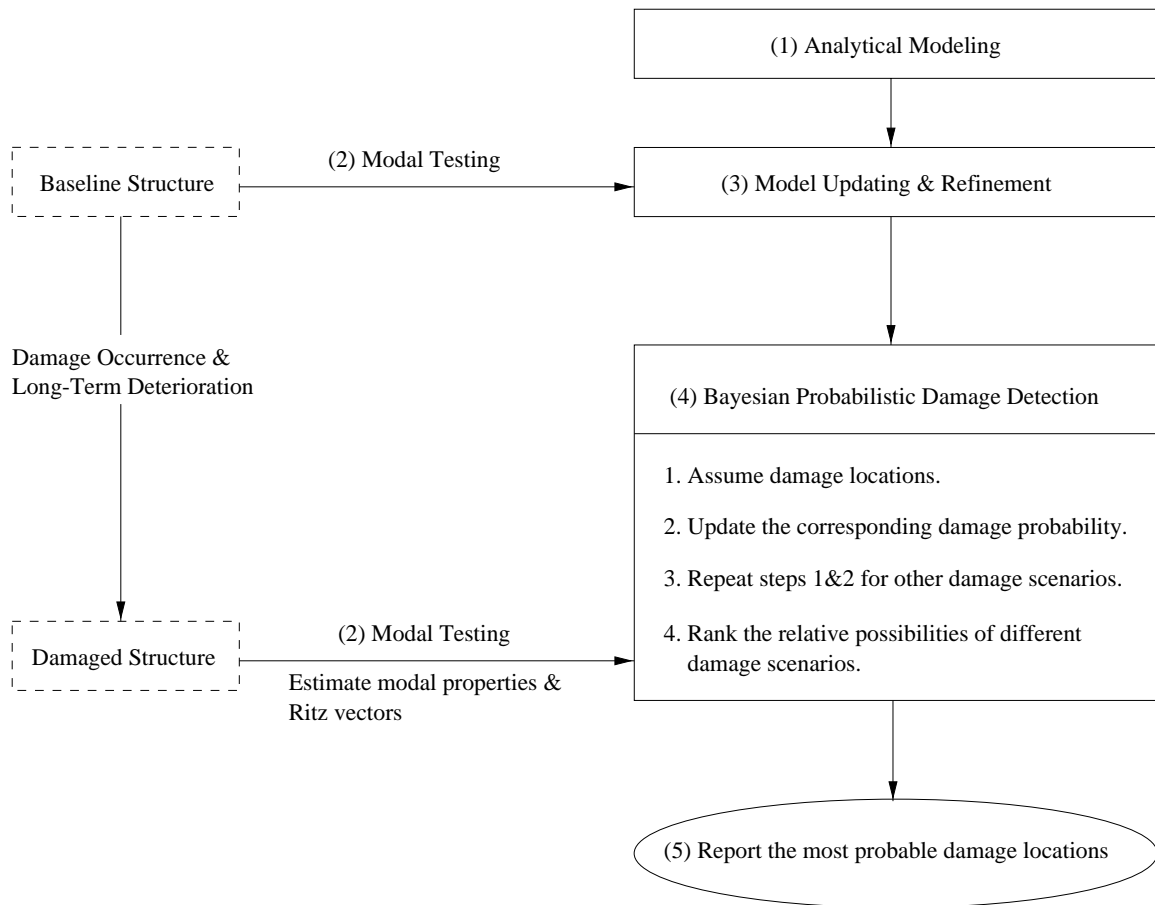 (1) Analytical Modeling
(2) Modal Testing
Baseline Structure
(3) Model Updating & Refinement
Damage Occurrence &
Long-Term Deterioration
(4) Bayesian Probabilistic Damage Detection
1. Assume damage locations.
2. Update the corresponding damage probability.
3. Repeat steps 1&2 for other damage scenarios.
4. Rank the relative possibilities of different
damage scenarios.
(2) Modal Testing
Damaged Structure
Estimate modal properties &
Ritz vectors
(5) Report the most probable damage locations